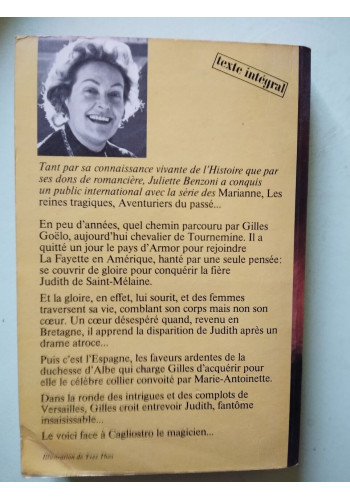 texte intégral
Tant par sa connaissance vivante de l'Histoire que par
ses dons de romancière, Juliette Benzoni a conquis
un public international avec la série des Marianne, Les
reines tragiques, Aventuriers du passé...
En peu d'années, quel chemin parcouru par Gilles
Goëlo, aujourd'hui chevalier de Tournemine. Il a
quitté un jour le pays d'Armor pour rejoindre
La Fayette en Amérique, hanté par une seule pensée:
se couvrir de gloire pour conquérir la fière
Judith de Saint-Mélaine.
Et la gloire, en effet, lui sourit, et des femmes
traversent sa vie, comblant son corps mais non son
cœur. Un cœur désespéré quand, revenu en
Bretagne, il apprend la disparition de Judith après un
drame atroce...
Puis c'est l'Espagne, les faveurs ardentes de la
duchesse d'Albe qui charge Gilles d'acquérir pour
elle le célèbre collier convoité par Marie-Antoinette.
Dans la ronde des intrigues et des complots de
Versailles, Gilles croit entrevoir Judith, fantôme
insaisissable...
Le voici face à Cagliostro le magicien...
Illustration de Yves Thos